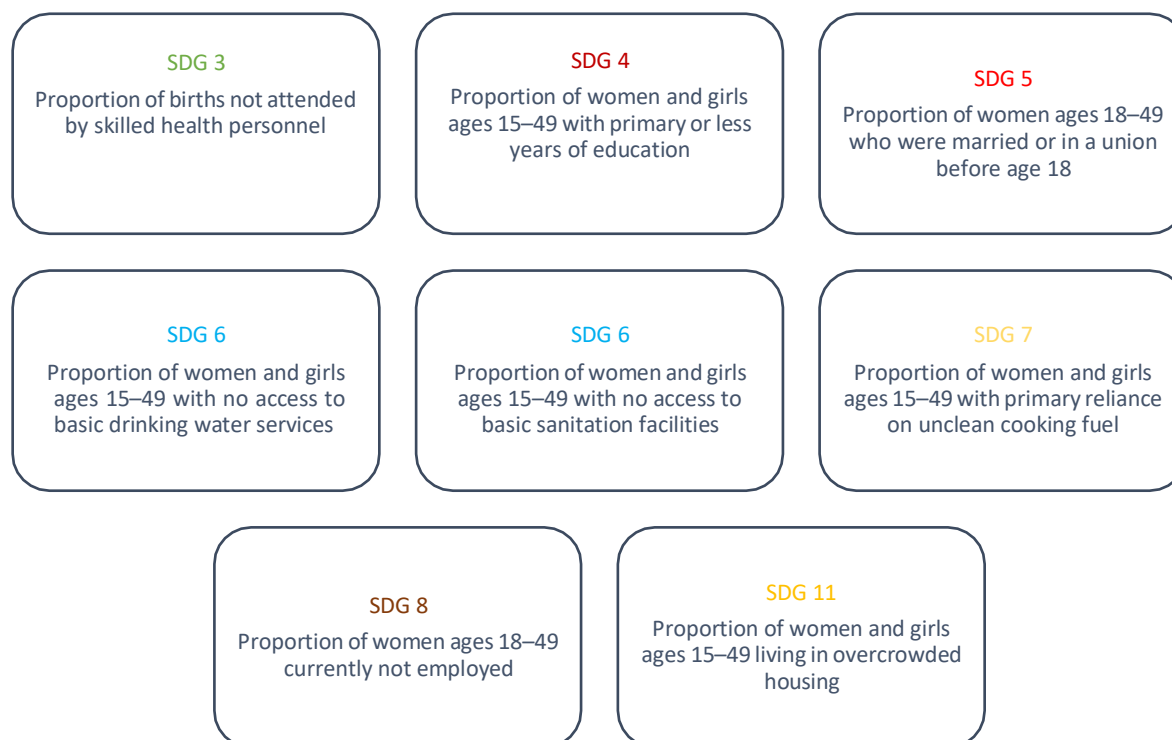 SDG 3
Proportion of births not attended
by skilled health personnel
SDG 4
Proportion of women and girls
ages 15–49 with primary or less
years of education
SDG 5
Proportion of women ages 18–49
who were married or in a union
before age 18
SDG 6
Proportion of women and girls
ages 15–49 with no access to
basic drinking water services
SDG 6
Proportion of women and girls
ages 15–49 with no access to
basic sanitation facilities
SDG 7
Proportion of women and girls
ages 15–49 with primary reliance
on unclean cooking fuel
SDG 8
Proportion of women ages 18–49
currently not employed
SDG 11
Proportion of women and girls
ages 15–49 living in overcrowded
housing